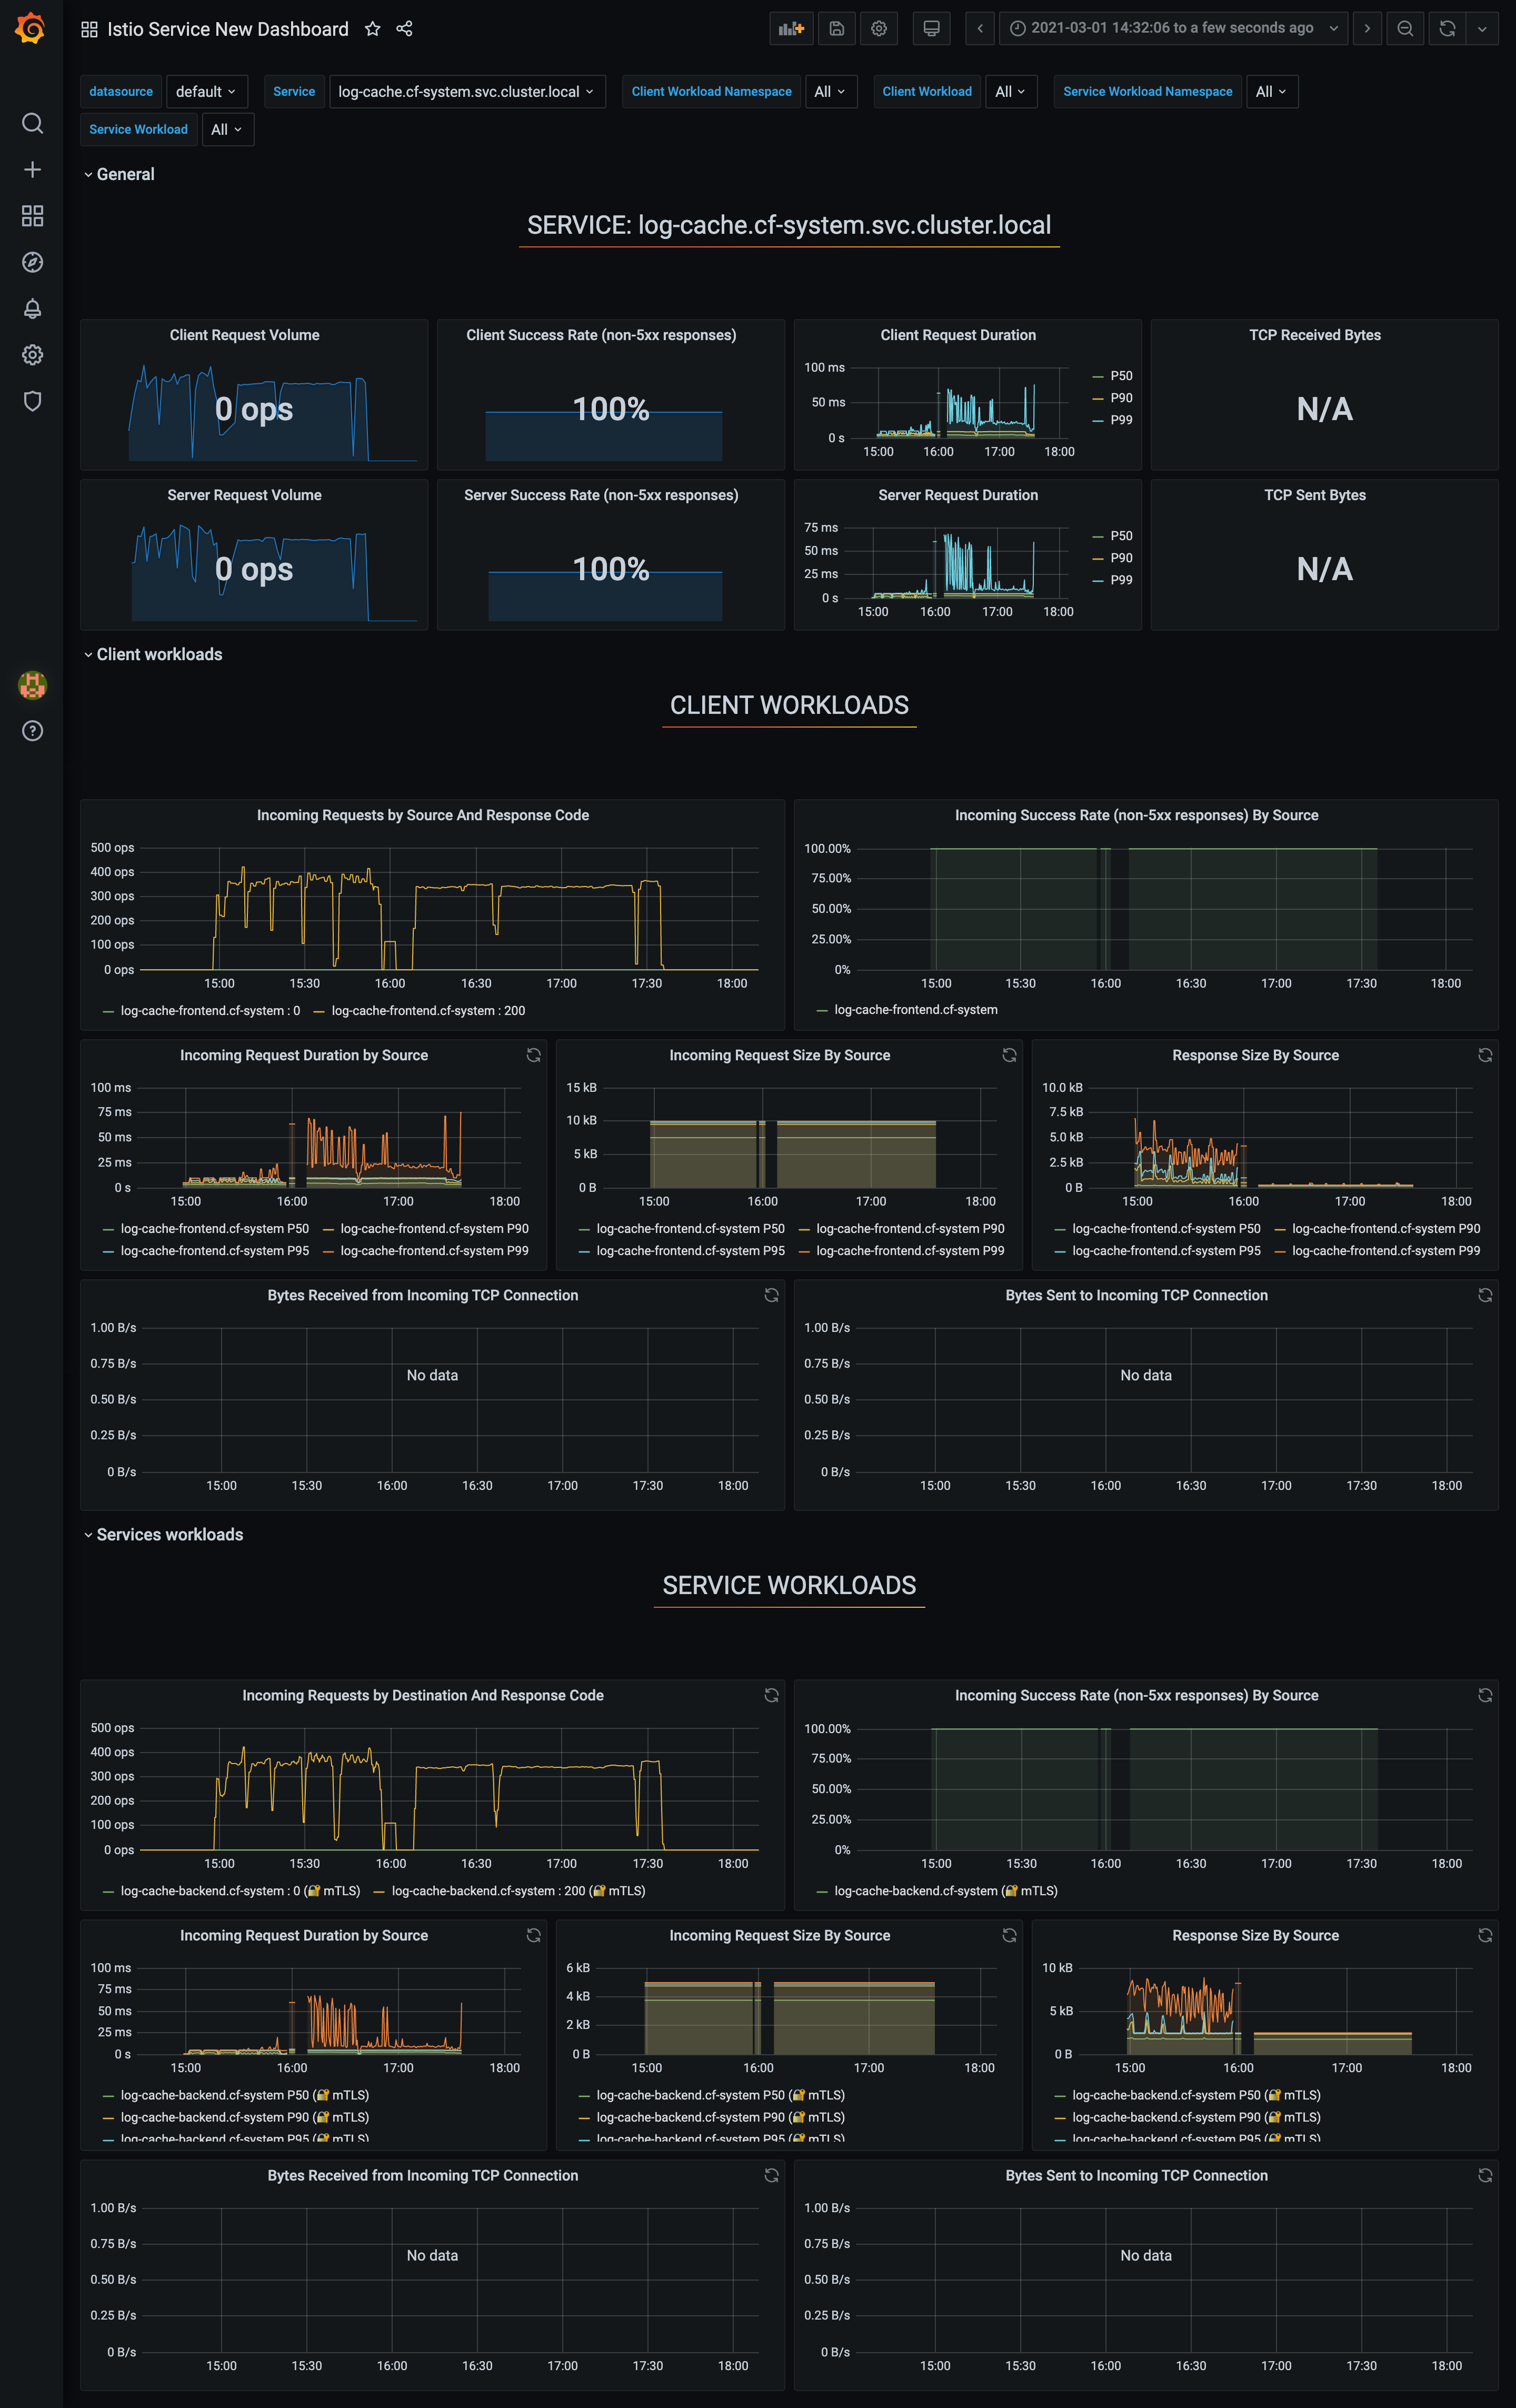 Istio Service New Dashboard
2021-03-01 14:32:06 to a few seconds ago
datasource default Service log-cache.cf-system.svc.cluster.local Client Workload Namespace All Client Workload All Service Workload Namespace All
Service Workload All
General
SERVICE: log-cache.cf-system.svc.cluster.local
Client Request Volume
0 ops
Client Success Rate (non-5xx responses)
100%
Client Request Duration
100 ms
50 ms
0 s
15:00 16:00 17:00 18:00
P50
P90
P99
TCP Received Bytes
N/A
Server Request Volume
0 ops
Server Success Rate (non-5xx responses)
100%
Server Request Duration
75 ms
50 ms
25 ms
0 s
15:00 16:00 17:00 18:00
P50
P90
P99
TCP Sent Bytes
N/A
Client workloads
CLIENT WORKLOADS
Incoming Requests by Source And Response Code
500 ops
400 ops
300 ops
200 ops
100 ops
0 ops
15:00 15:30 16:00 16:30 17:00 17:30 18:00
log-cache-frontend.cf-system : 0 log-cache-frontend.cf-system : 200
Incoming Success Rate (non-5xx responses) By Source
100.00%
75.00%
50.00%
25.00%
0%
15:00 15:30 16:00 16:30 17:00 17:30 18:00
log-cache-frontend.cf-system
Incoming Request Duration by Source
100 ms
75 ms
50 ms
25 ms
0 s
15:00 16:00 17:00 18:00
log-cache-frontend.cf-system P50 log-cache-frontend.cf-system P90
log-cache-frontend.cf-system P95 log-cache-frontend.cf-system P99
Incoming Request Size By Source
15 kB
10 kB
5 kB
0 B
15:00 16:00 17:00 18:00
log-cache-frontend.cf-system P50 log-cache-frontend.cf-system P90
log-cache-frontend.cf-system P95 log-cache-frontend.cf-system P99
Response Size By Source
10.0 kB
7.5 kB
5.0 kB
2.5 kB
0 B
15:00 16:00 17:00 18:00
log-cache-frontend.cf-system P50 log-cache-frontend.cf-system P90
log-cache-frontend.cf-system P95 log-cache-frontend.cf-system P99
Bytes Received from Incoming TCP Connection
1.00 B/s
0.75 B/s
No data
0.50 B/s
0.25 B/s
0 B/s
15:00 15:30 16:00 16:30 17:00 17:30 18:00
Bytes Sent to Incoming TCP Connection
1.00 B/s
0.75 B/s
No data
0.50 B/s
0.25 B/s
0 B/s
15:00 15:30 16:00 16:30 17:00 17:30 18:00
Services workloads
SERVICE WORKLOADS
Incoming Requests by Destination And Response Code
500 ops
400 ops
300 ops
200 ops
100 ops
0 ops
15:00 15:30 16:00 16:30 17:00 17:30 18:00
log-cache-backend.cf-system : 0 (🔐 mTLS) log-cache-backend.cf-system : 200 (🔐 mTLS)
Incoming Success Rate (non-5xx responses) By Source
100.00%
75.00%
50.00%
25.00%
0%
15:00 15:30 16:00 16:30 17:00 17:30 18:00
log-cache-backend.cf-system (🔐 mTLS)
Incoming Request Duration by Source
100 ms
75 ms
50 ms
25 ms
0 s
15:00 16:00 17:00 18:00
log-cache-backend.cf-system P50 (🔐 mTLS)
log-cache-backend.cf-system P90 (🔐 mTLS)
log-cache-backend.cf-system P95 (🔐 mTLS)
Incoming Request Size By Source
6 kB
4 kB
2 kB
0 B
15:00 16:00 17:00 18:00
log-cache-backend.cf-system P50 (🔐 mTLS)
log-cache-backend.cf-system P90 (🔐 mTLS)
log-cache-backend.cf-system P95 (🔐 mTLS)
Response Size By Source
10 kB
5 kB
0 B
15:00 16:00 17:00 18:00
log-cache-backend.cf-system P50 (🔐 mTLS)
log-cache-backend.cf-system P90 (🔐 mTLS)
log-cache-backend.cf-system P95 (🔐 mTLS)
Bytes Received from Incoming TCP Connection
1.00 B/s
0.75 B/s
No data
0.50 B/s
0.25 B/s
0 B/s
15:00 15:30 16:00 16:30 17:00 17:30 18:00
Bytes Sent to Incoming TCP Connection
1.00 B/s
0.75 B/s
No data
0.50 B/s
0.25 B/s
0 B/s
15:00 15:30 16:00 16:30 17:00 17:30 18:00